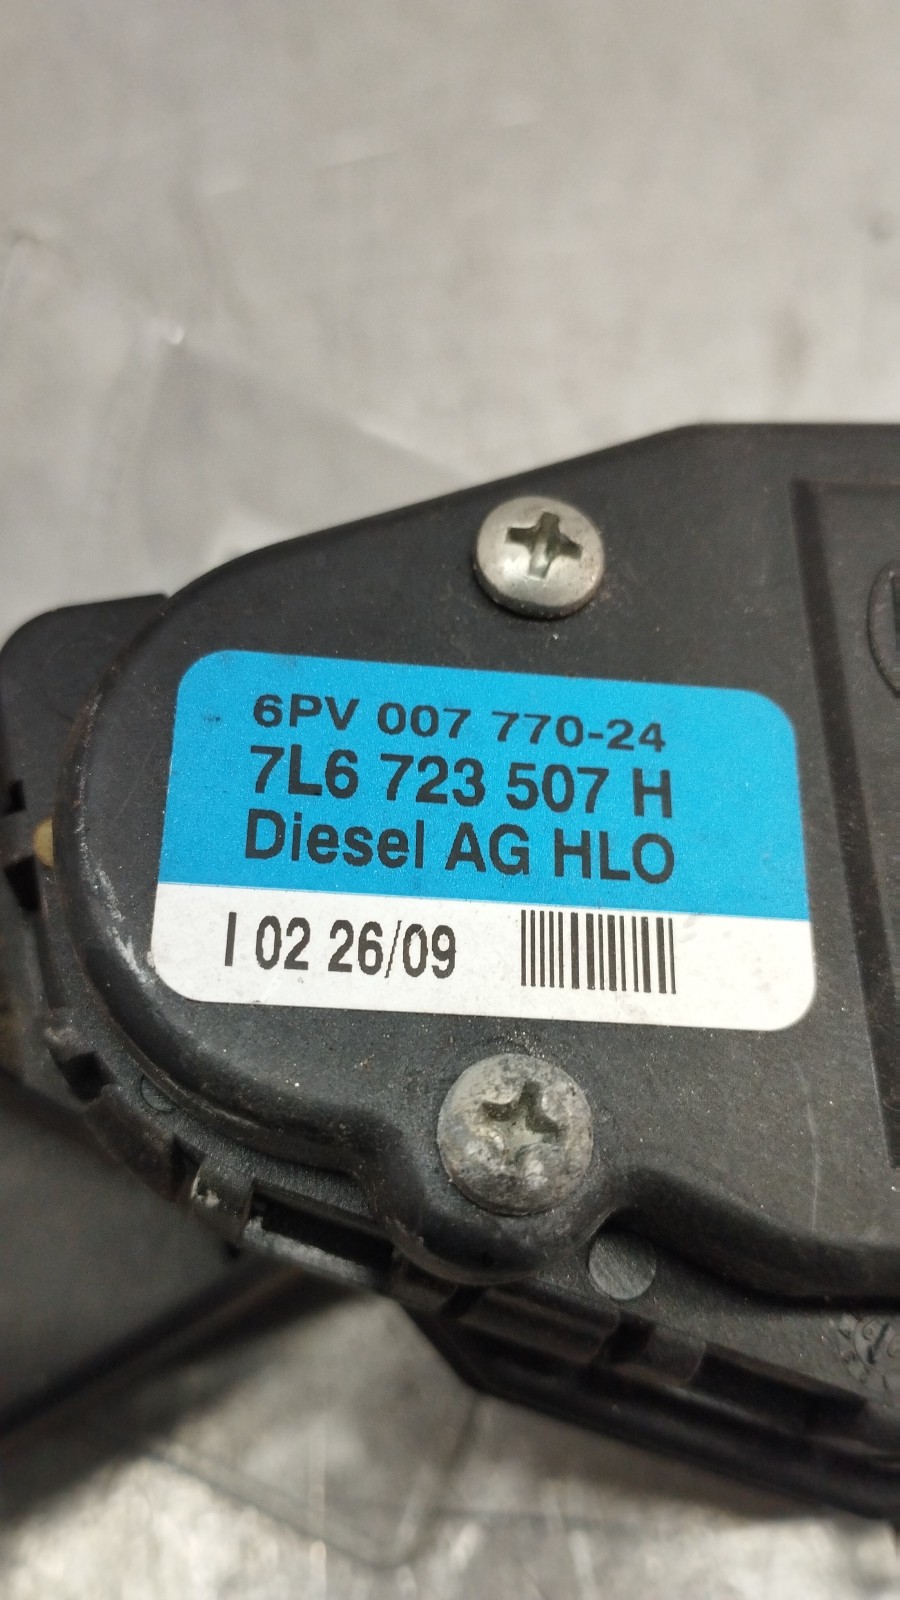 6PV 007 770-24
7L6 723 507 H
Diesel AG HLO
I 02 26/09